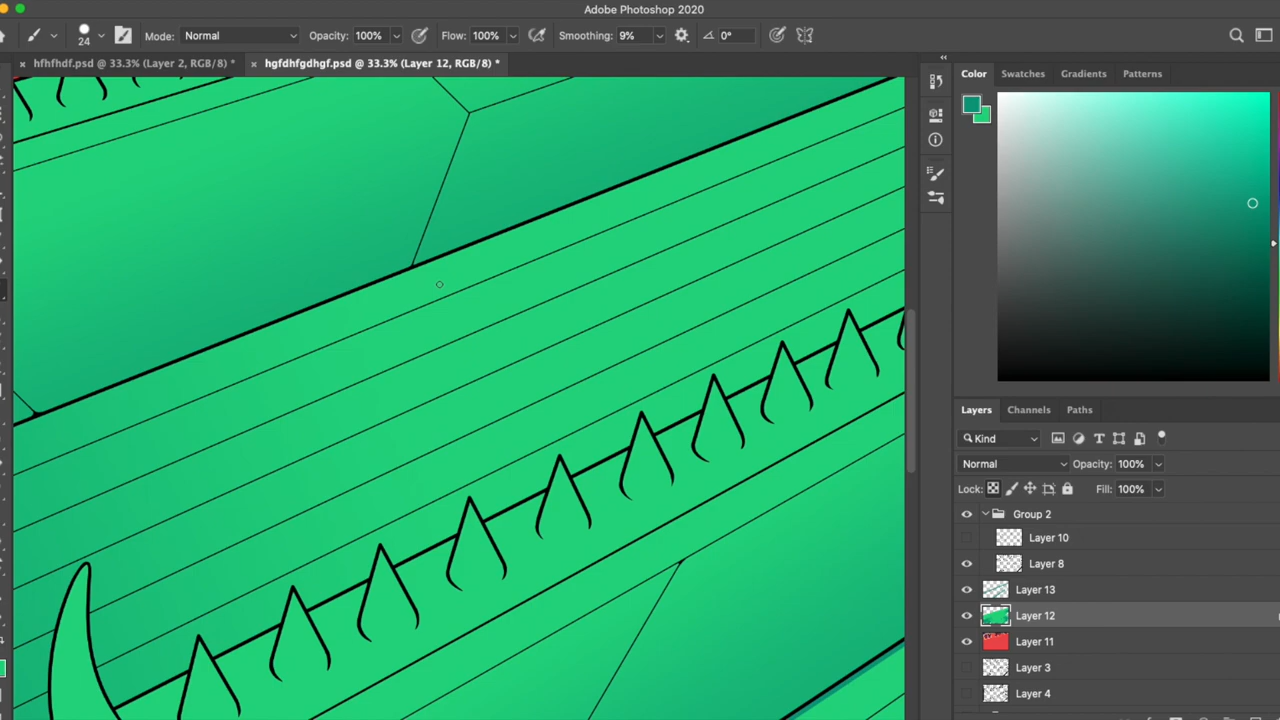 Adobe Photoshop 2020
24 Mode: Normal Opacity: 100% Flow: 100% Smoothing: 9% 0°
× hfhfhdf.psd @ 33.3% (Layer 2, RGB/8) * × hgfdhfgdhgf.psd @ 33.3% (Layer 12, RGB/8) *
Color Swatches Gradients Patterns
Layers Channels Paths
Kind
Normal Opacity: 100%
Lock: Fill: 100%
Group 2
Layer 10
Layer 8
Layer 13
Layer 12
Layer 11
Layer 3
Layer 4